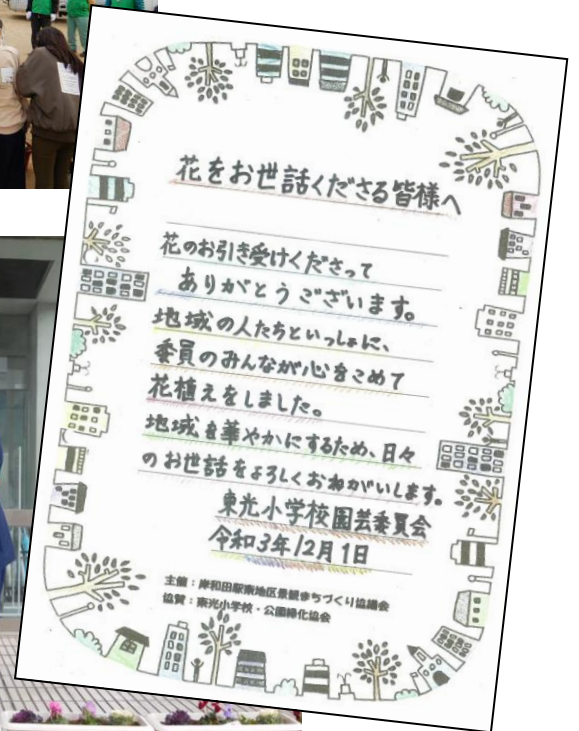 花をお世話くださる皆様へ
花のお引き受けくださって
ありがとうございます。
地域の人たちといっしょに、
委員のみんなが心をこめて
花植えをしました。
地域を華やかにするため、日々
のお世話をよろしくおねがいします。
東光小学校園芸委員会
令和3年12月1日
主催：岸和田駅東地区景観まちづくり協議会
協賛：東光小学校・公園緑化協会